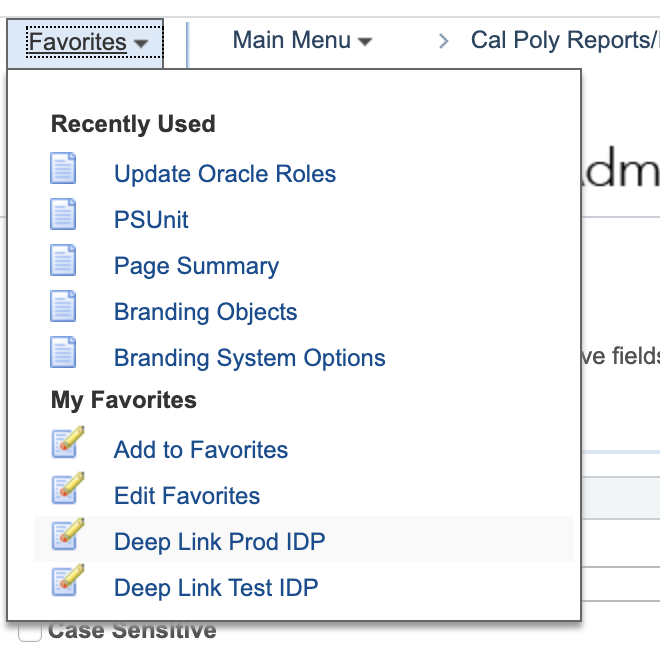 Favorites Main Menu > Cal Poly Reports/
Recently Used
Update Oracle Roles
PSUnit
Page Summary
Branding Objects
Branding System Options
ve fields
My Favorites
Add to Favorites
Edit Favorites
Deep Link Prod IDP
Deep Link Test IDP
Case Sensitive